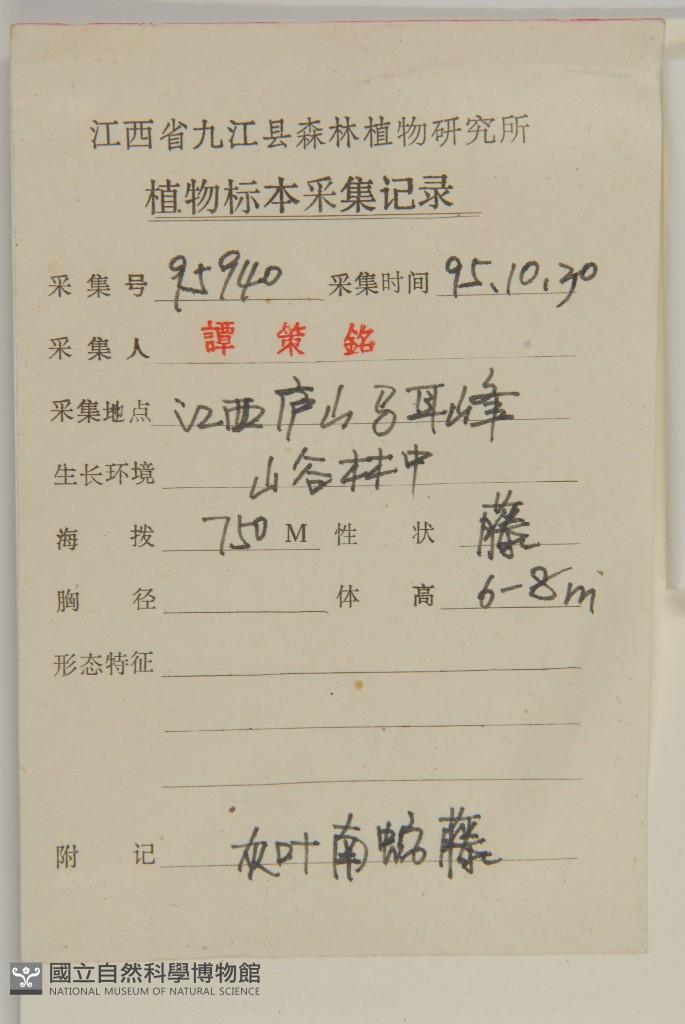 江西省九江县森林植物研究所
植物标本采集记录
采集号 95940 采集时间 95.10.30
采集人 譚策銘
采集地点 江西庐山马耳峰
生长环境 山谷林中
海拨 750 M 性状 藤
胸径 体高 6-8m
形态特征
附记 灰叶南蛇藤
國立自然科學博物館
NATIONAL MUSEUM OF NATURAL SCIENCE